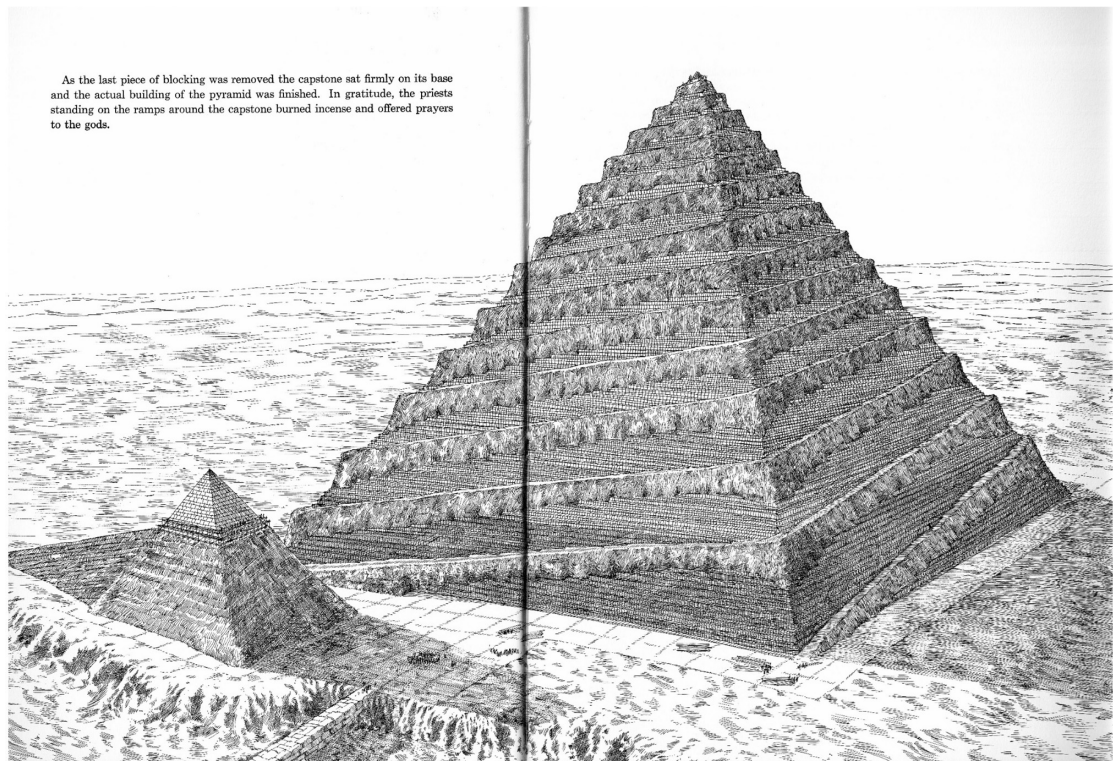 As the last piece of blocking was removed the capstone sat firmly on its base
and the actual building of the pyramid was finished. In gratitude, the priests
standing on the ramps around the capstone burned incense and offered prayers
to the gods.